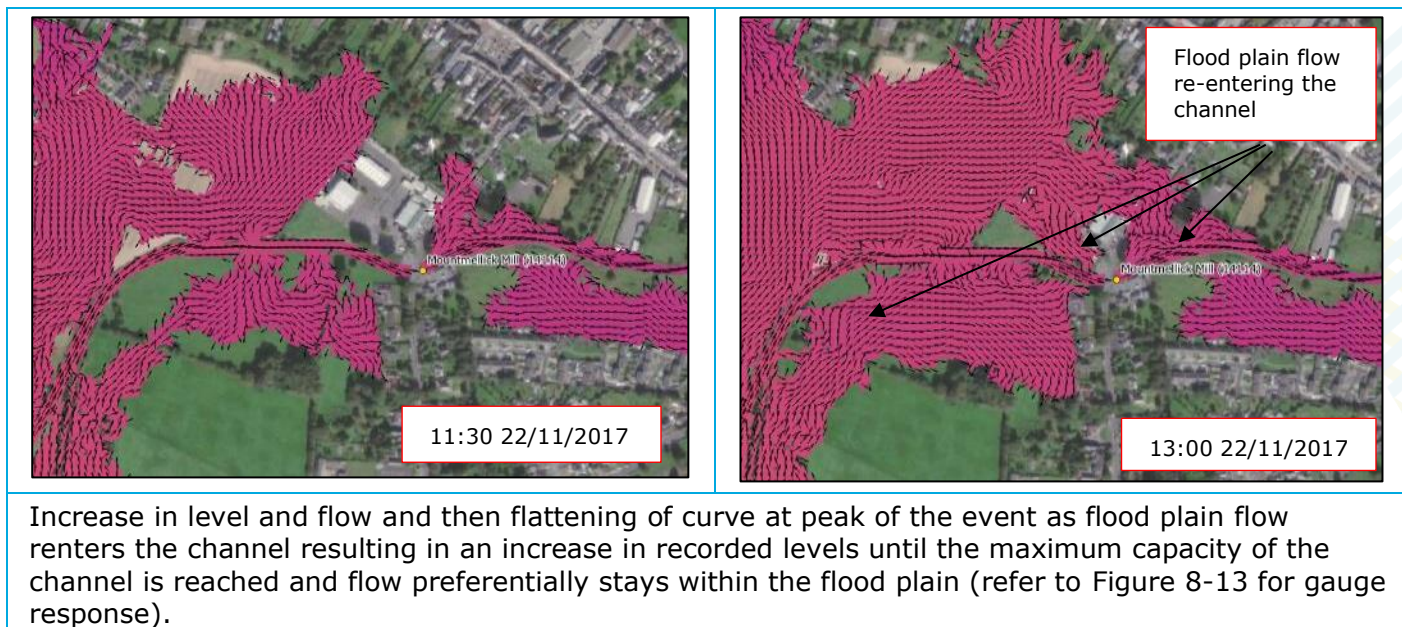 Flood plain flow
re-entering the
channel
Mountmellick Mill (14114)
11:30 22/11/2017
Mountmellick Mill (14114)
13:00 22/11/2017
Increase in level and flow and then flattening of curve at peak of the event as flood plain flow
renters the channel resulting in an increase in recorded levels until the maximum capacity of the
channel is reached and flow preferentially stays within the flood plain (refer to Figure 8-13 for gauge
response).